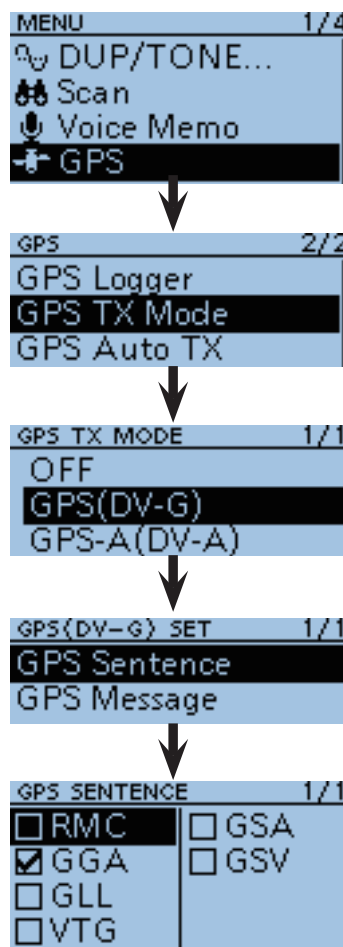 MENU 1/4
DUP/TONE...
Scan
Voice Memo
GPS
GPS 2/2
GPS Logger
GPS TX Mode
GPS Auto TX
GPS TX MODE 1/1
OFF
GPS(DV-G)
GPS-A(DV-A)
GPS(DV-G) SET 1/1
GPS Sentence
GPS Message
GPS SENTENCE 1/1
RMC GSA
GGA GSV
GLL
VTG